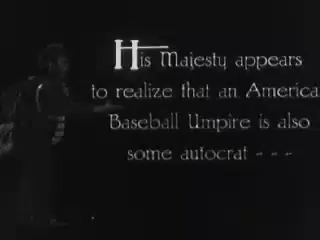 His Majesty appears
to realize that an America
Baseball Umpire is also
some autocrat - - -